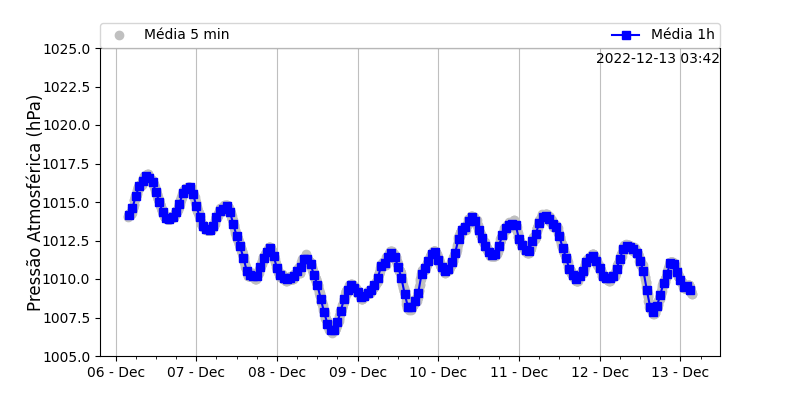 Média 5 min
Média 1h
2022-12-13 03:42
Pressão Atmosférica (hPa)
1025.0
1022.5
1020.0
1017.5
1015.0
1012.5
1010.0
1007.5
1005.0
06 - Dec
07 - Dec
08 - Dec
09 - Dec
10 - Dec
11 - Dec
12 - Dec
13 - Dec